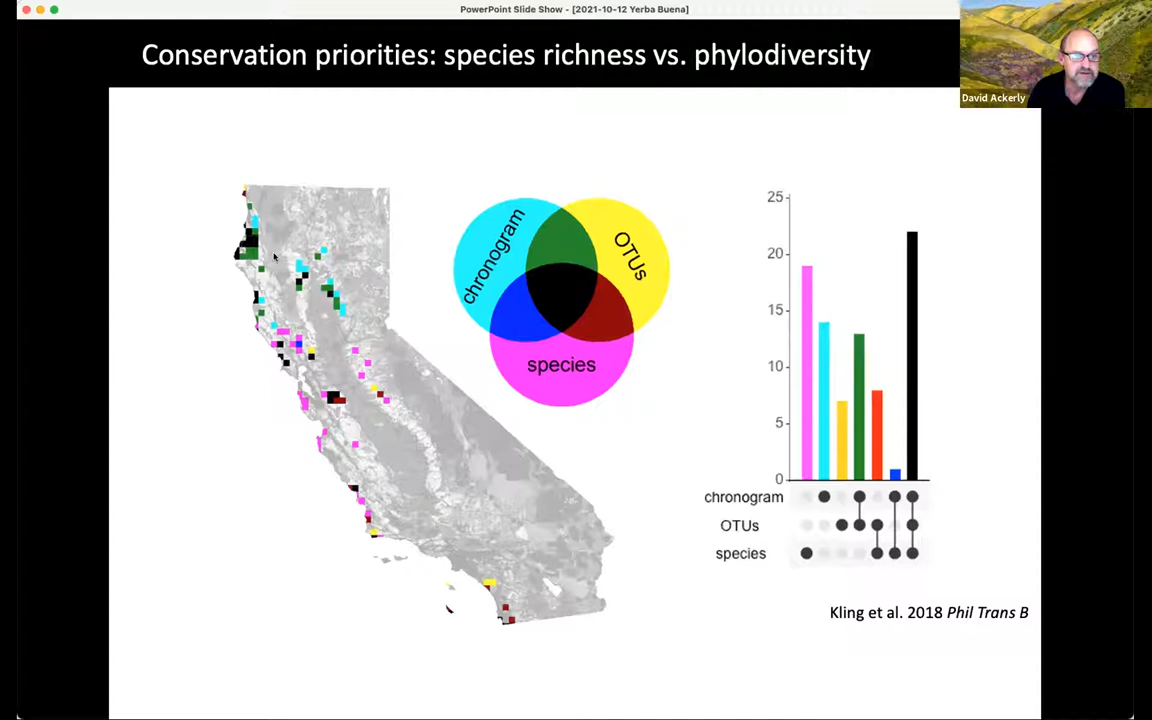 PowerPoint Slide Show - [2021-10-12 Yerba Buena]
Conservation priorities: species richness vs. phylodiversity
David Ackerly
chronogram
OTUs
species
25
20
15
10
5
0
chronogram
OTUs
species
Kling et al. 2018 Phil Trans B